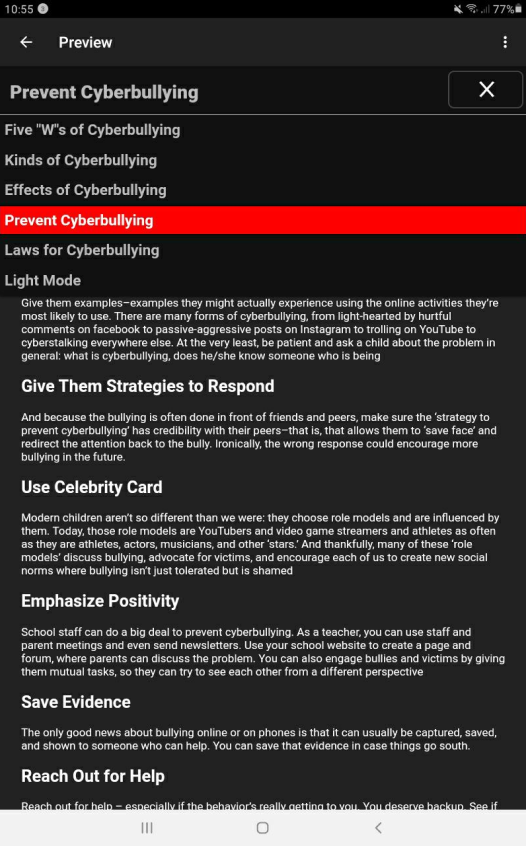 10:55
77%
Preview
Prevent Cyberbullying
X
Five "W"s of Cyberbullying
Kinds of Cyberbullying
Effects of Cyberbullying
Prevent Cyberbullying
Laws for Cyberbullying
Light Mode
Give them examples–examples they might actually experience using the online activities they're
most likely to use. There are many forms of cyberbullying, from light-hearted by hurtful
comments on facebook to passive-aggressive posts on Instagram to trolling on YouTube to
cyberstalking everywhere else. At the very least, be patient and ask a child about the problem in
general: what is cyberbullying, does he/she know someone who is being
Give Them Strategies to Respond
And because the bullying is often done in front of friends and peers, make sure the ‘strategy to
prevent cyberbullying’ has credibility with their peers–that is, that allows them to ‘save face’ and
redirect the attention back to the bully. Ironically, the wrong response could encourage more
bullying in the future.
Use Celebrity Card
Modern children aren’t so different than we were: they choose role models and are influenced by
them. Today, those role models are YouTubers and video game streamers and athletes as often
as they are athletes, actors, musicians, and other ‘stars.’ And thankfully, many of these ‘role
models’ discuss bullying, advocate for victims, and encourage each of us to create new social
norms where bullying isn’t just tolerated but is shamed
Emphasize Positivity
School staff can do a big deal to prevent cyberbullying. As a teacher, you can use staff and
parent meetings and even send newsletters. Use your school website to create a page and
forum, where parents can discuss the problem. You can also engage bullies and victims by giving
them mutual tasks, so they can try to see each other from a different perspective
Save Evidence
The only good news about bullying online or on phones is that it can usually be captured, saved,
and shown to someone who can help. You can save that evidence in case things go south.
Reach Out for Help
Reach out for help – especially if the behavior’s really getting to you. You deserve backup. See if